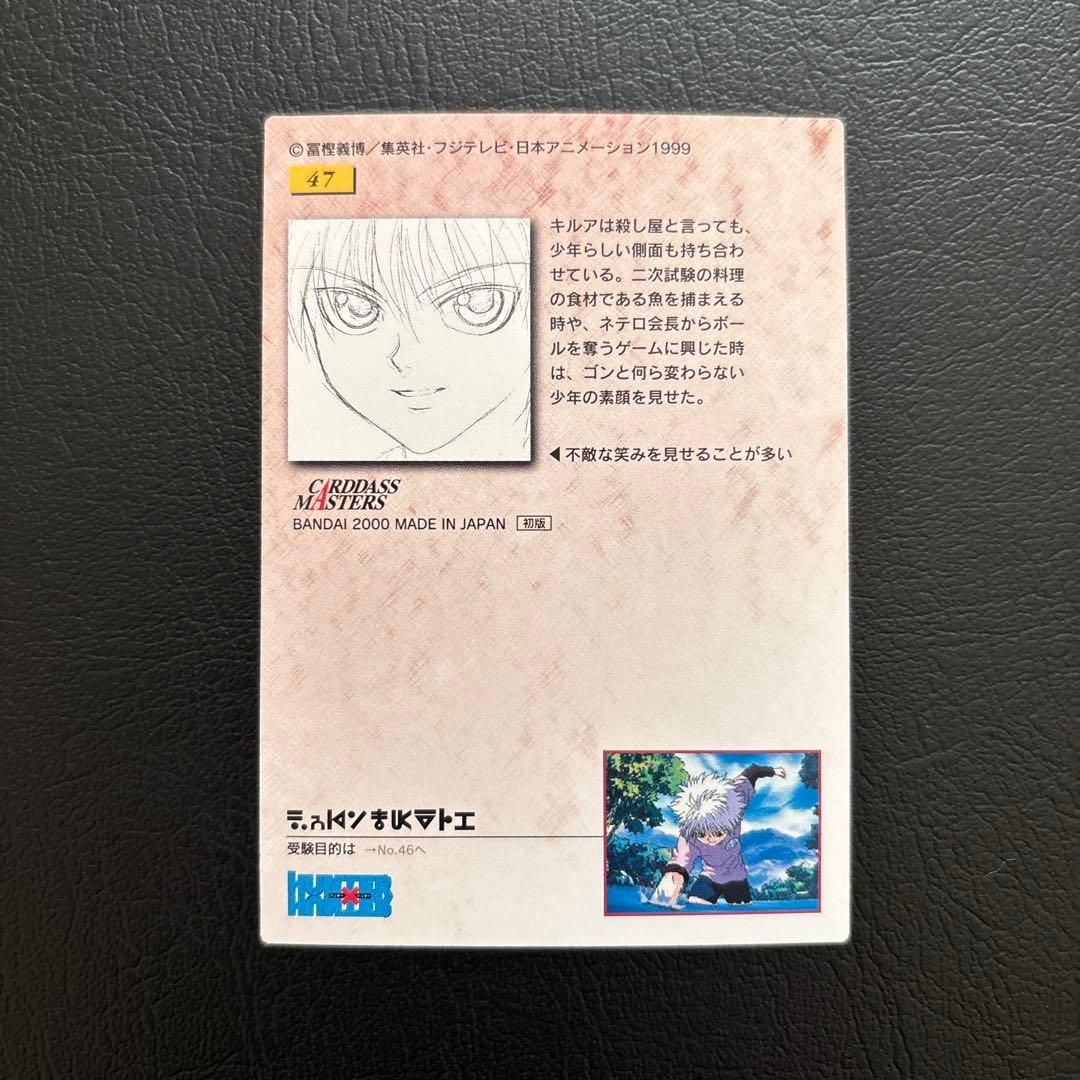 ©冨樫義博／集英社・フジテレビ・日本アニメーション1999
47
キルアは殺し屋と言っても、
少年らしい側面も持ち合わ
せている。二次試験の料理
の食材である魚を捕まえる
時や、ネテロ会長からボー
ルを奪うゲームに興じた時
は、ゴンと何ら変わらない
少年の素顔を見せた。
◀不敵な笑みを見せることが多い
CARDDASS
MASTERS
BANDAI 2000 MADE IN JAPAN 初版
受験目的は →No.46へ
HUNTER
×
HUNTER